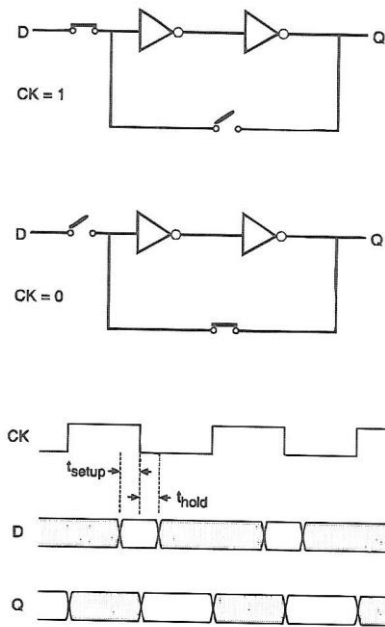 D
Q
CK = 1
D
Q
CK = 0
CK
tsetup
thold
D
Q